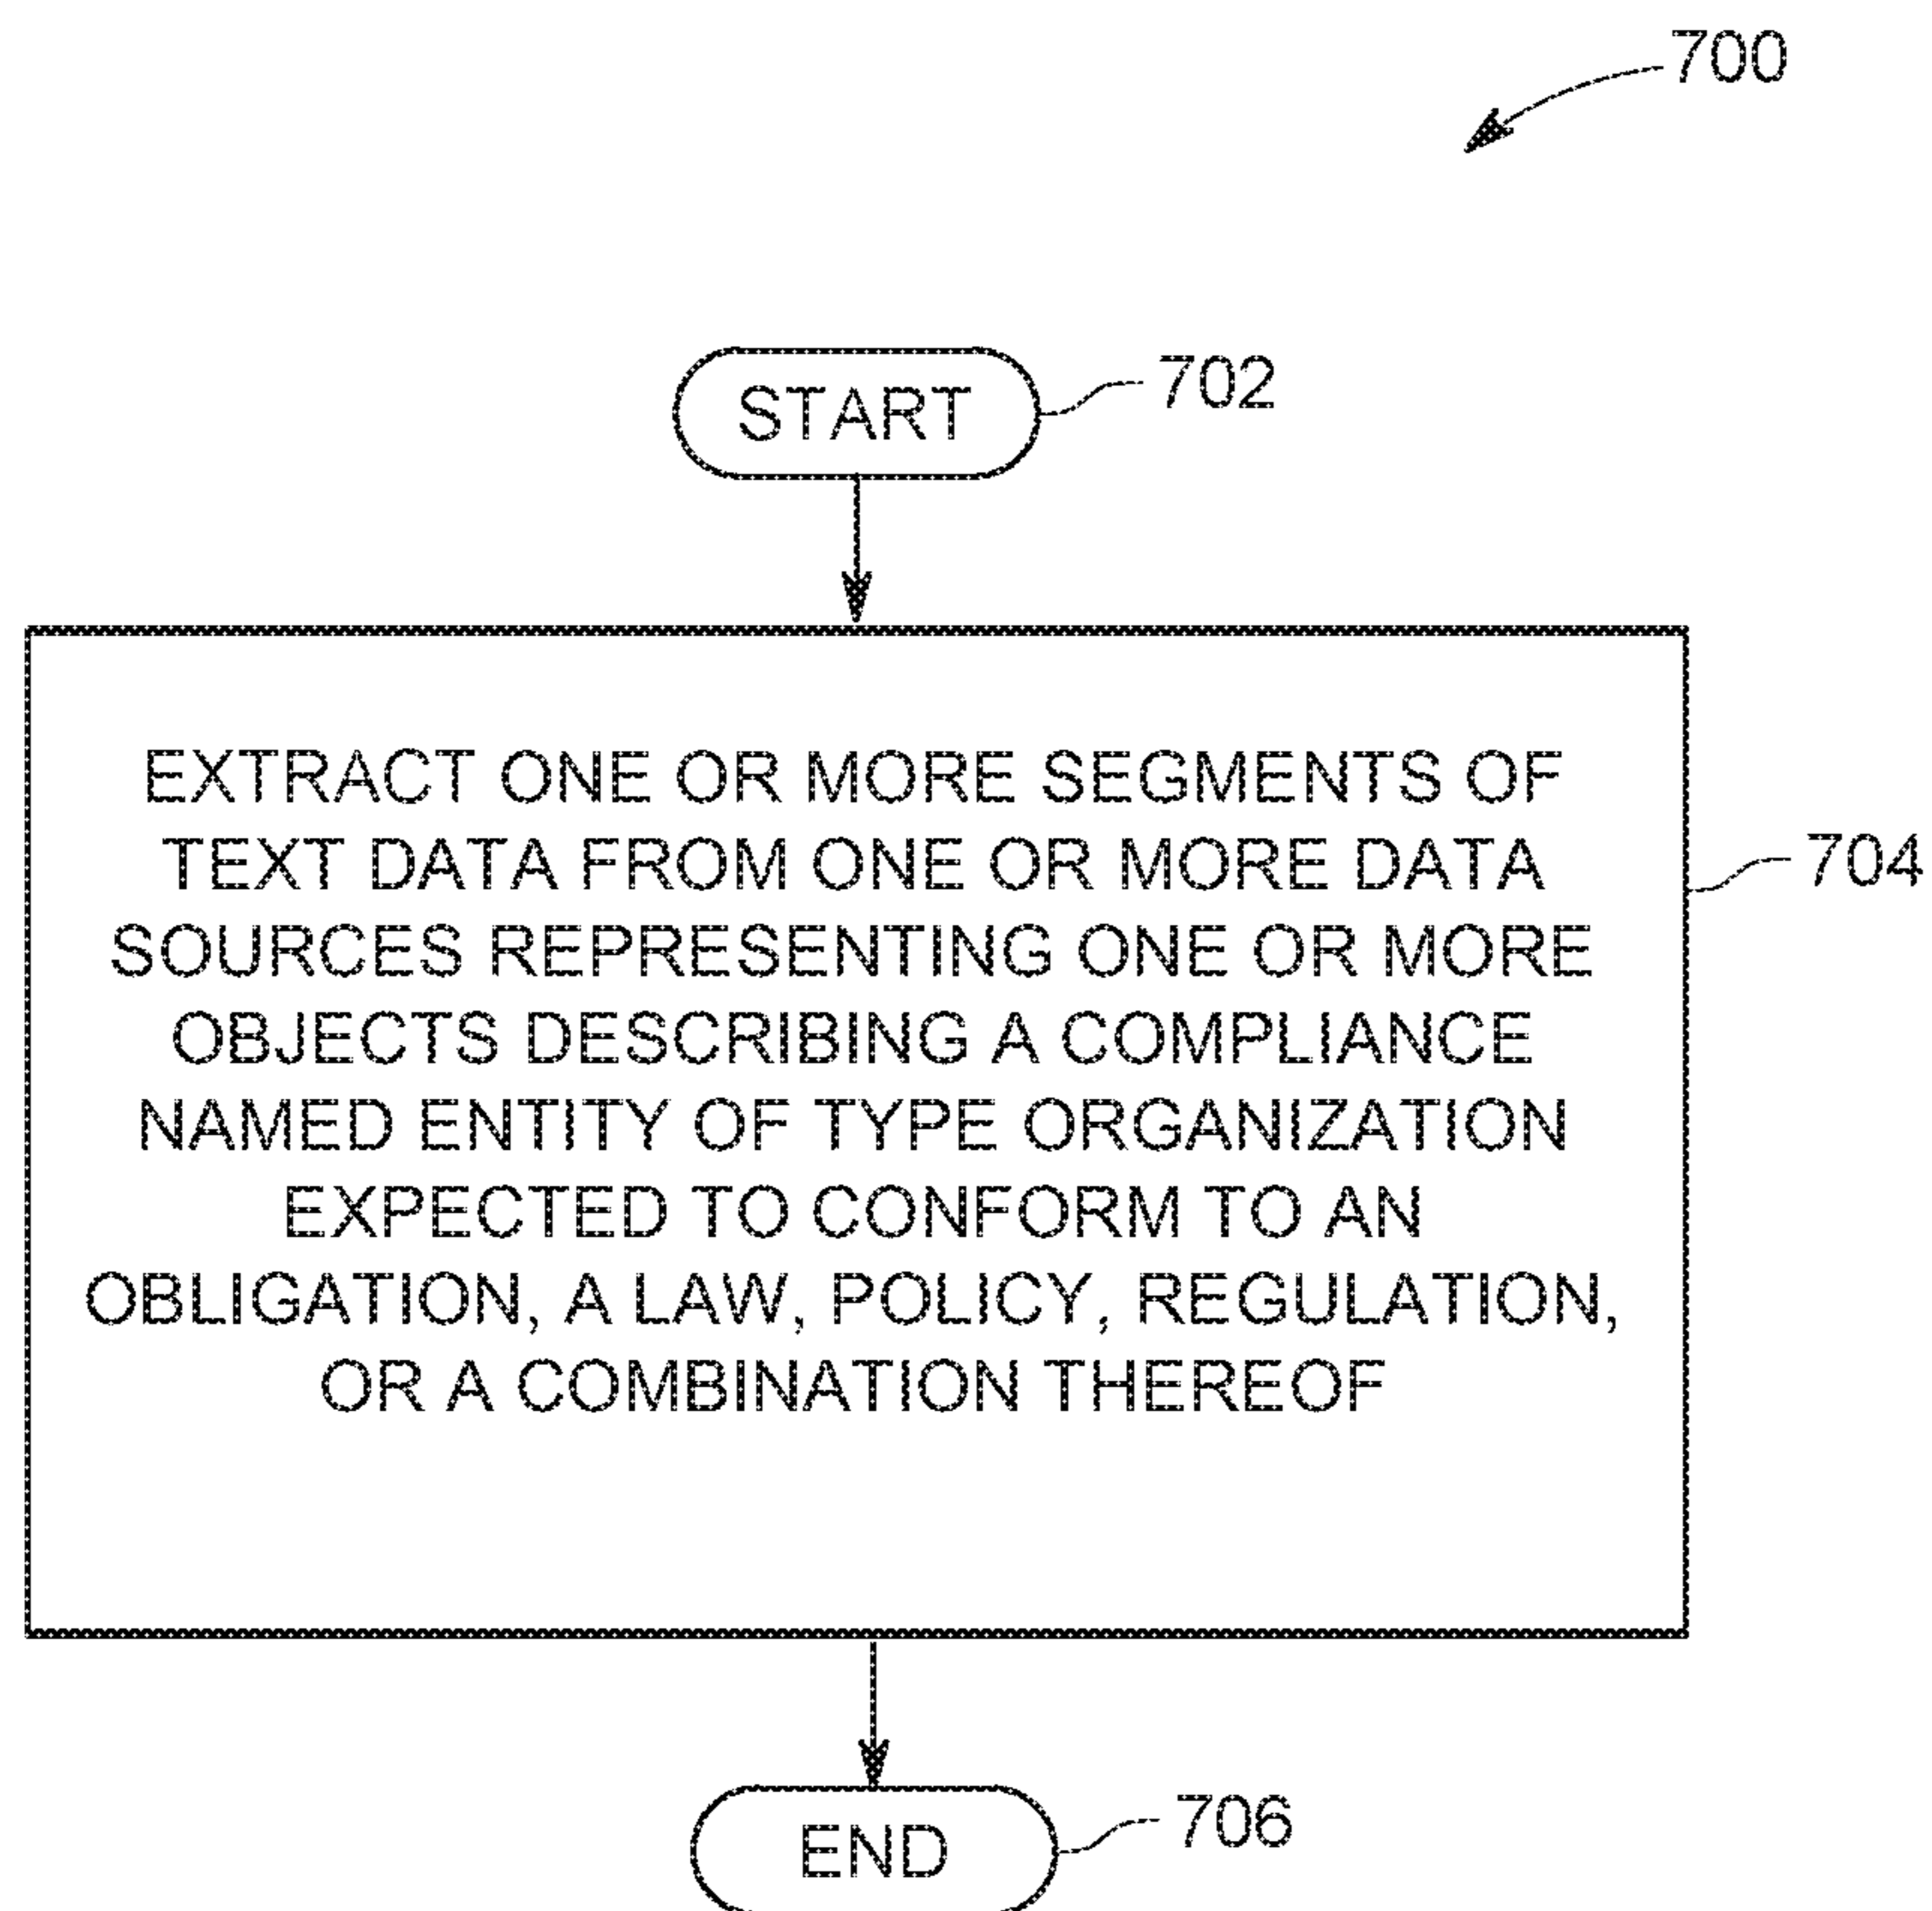 700
START
702
EXTRACT ONE OR MORE SEGMENTS OF
TEXT DATA FROM ONE OR MORE DATA
SOURCES REPRESENTING ONE OR MORE
OBJECTS DESCRIBING A COMPLIANCE
NAMED ENTITY OF TYPE ORGANIZATION
EXPECTED TO CONFORM TO AN
OBLIGATION, A LAW, POLICY, REGULATION,
OR A COMBINATION THEREOF
704
END
706